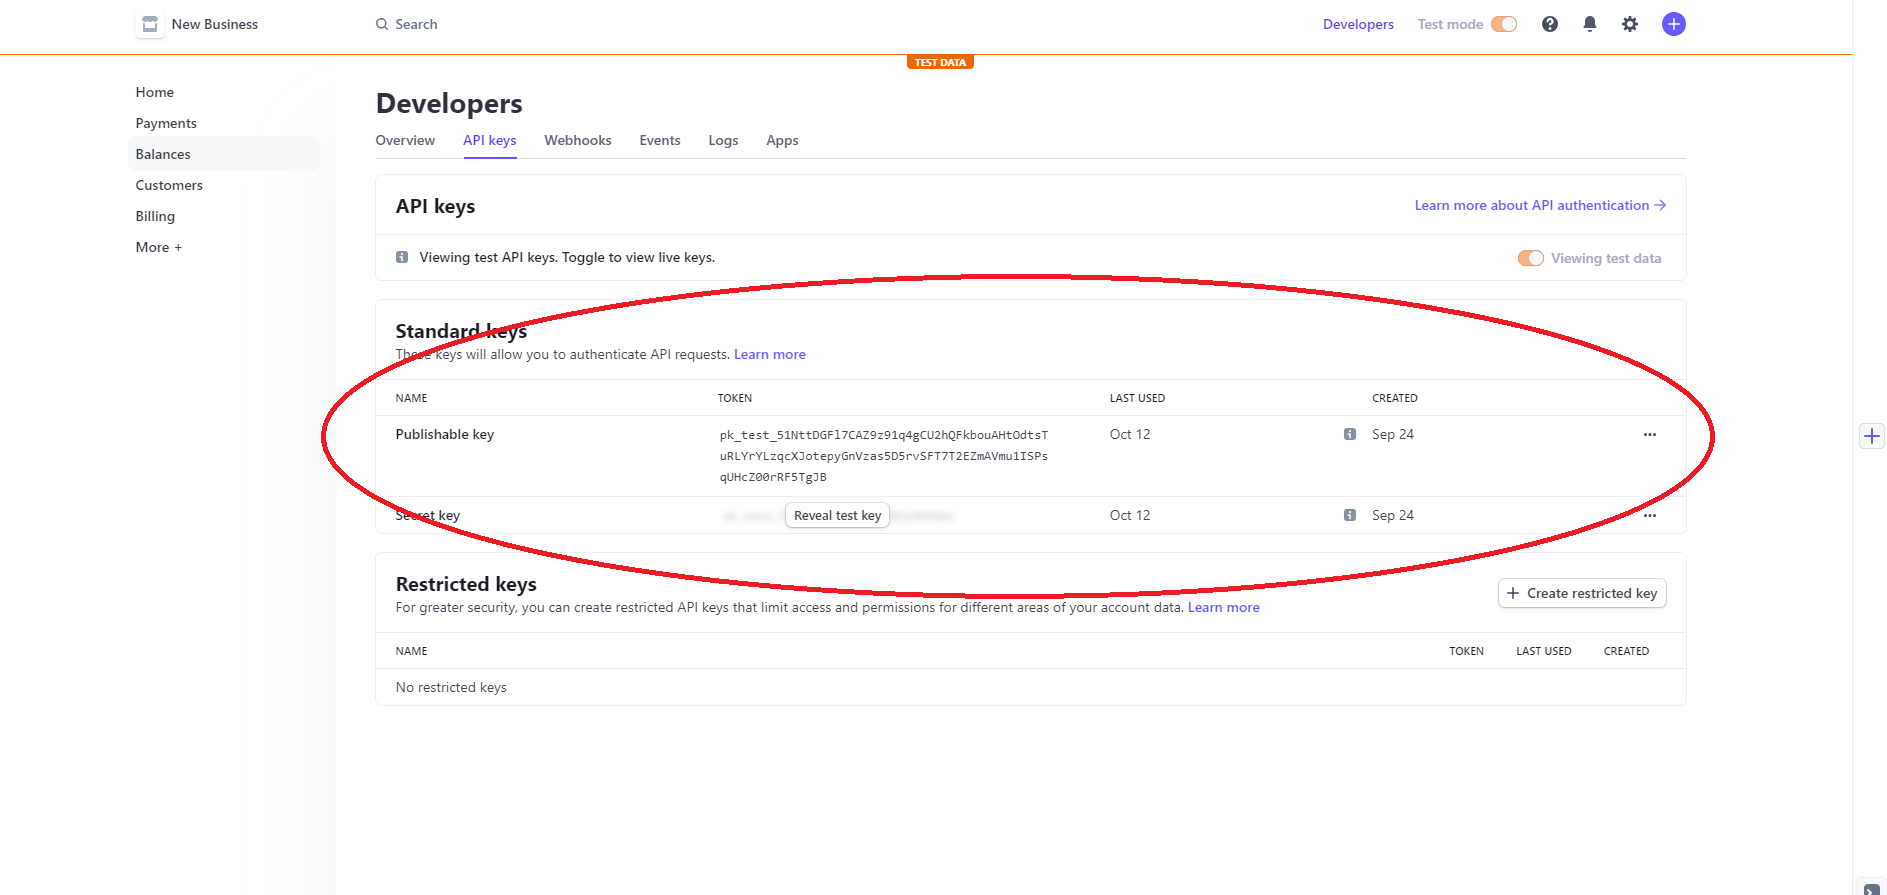 New Business
Search
Developers
Test mode
TEST DATA
Home
Payments
Balances
Customers
Billing
More +
Developers
Overview
API keys
Webhooks
Events
Logs
Apps
API keys
Learn more about API authentication →
Viewing test API keys. Toggle to view live keys.
Viewing test data
Standard keys
These keys will allow you to authenticate API requests. Learn more
NAME TOKEN LAST USED CREATED
Publishable key pk_test_51NttDGFl7CAZ9z91q4gCU2hQFkbouAHtOdtsT Oct 12 Sep 24
uRLYrYLzqcXJotepyGnVzas5D5rvSFT7T2EZmAVmu1ISPs
qUHcZ00rRF5TgJB
Secret key Reveal test key Oct 12 Sep 24
Restricted keys
+ Create restricted key
For greater security, you can create restricted API keys that limit access and permissions for different areas of your account data. Learn more
NAME TOKEN LAST USED CREATED
No restricted keys